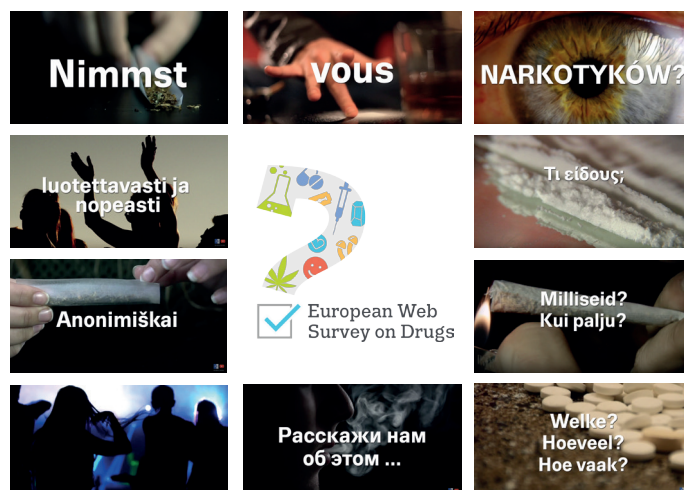 Nimmst
vous
NARKOTYKÓW?
luotettavasti ja
nopeasti
Τι είδους;
Anonimiškai
European Web
Survey on Drugs
Milliseid?
Kui palju?
Расскажи нам
об этом ...
Welke?
Hoeveel?
Hoe vaak?